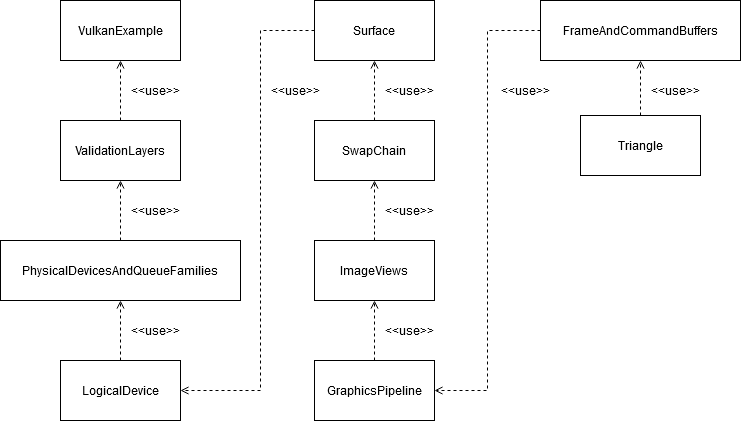 VulkanExample
Surface
FrameAndCommandBuffers
<<use>>
<<use>>
<<use>>
<<use>>
<<use>>
ValidationLayers
SwapChain
Triangle
<<use>>
<<use>>
PhysicalDevicesAndQueueFamilies
ImageViews
<<use>>
<<use>>
LogicalDevice
GraphicsPipeline